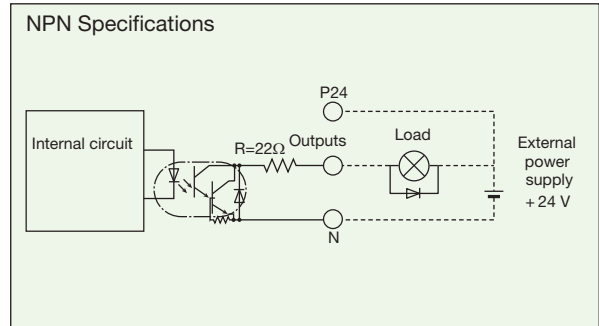 NPN Specifications
P24
Internal circuit
R=22Ω
Outputs
Load
External
power
supply
+ 24 V
N